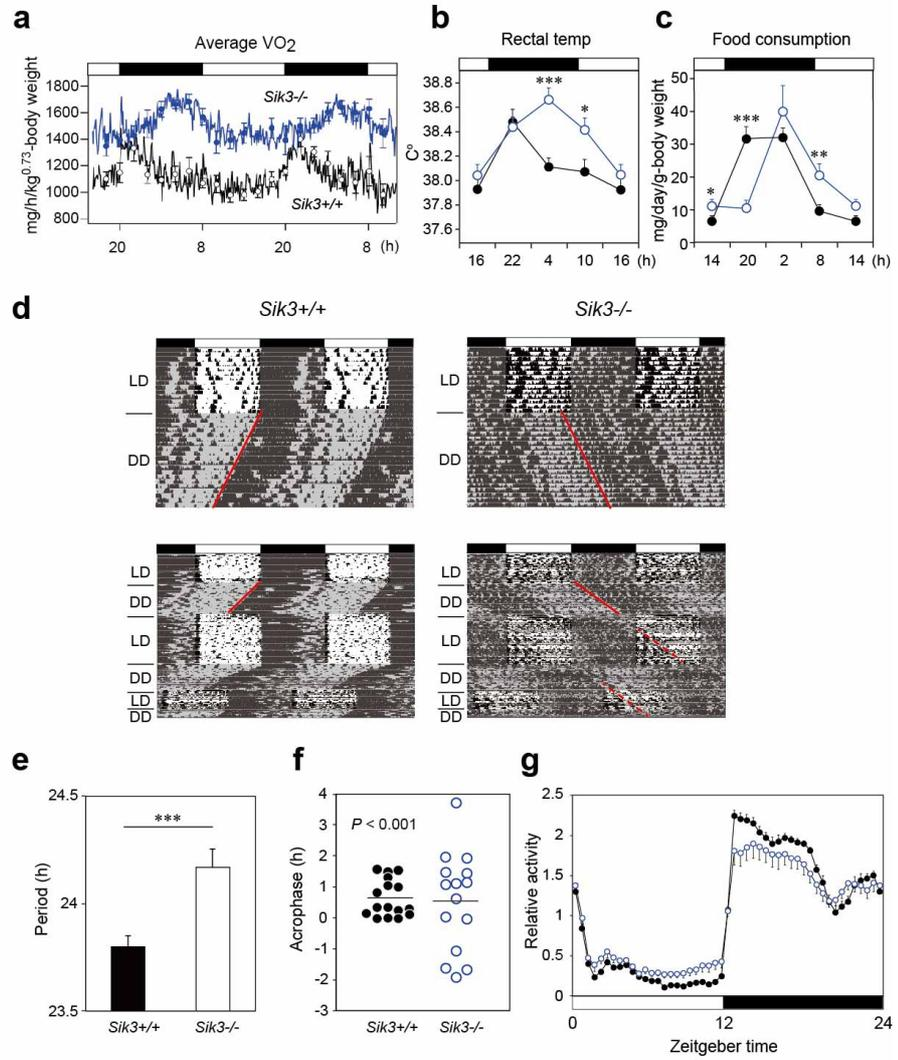 a
Average VO2
mg/h/kg0.73-body weight
1800
1600
1400
1200
1000
800
Sik3-/-
Sik3+/+
20 8 20 8 (h)
b
Rectal temp
C°
38.8
38.6
38.4
38.2
38.0
37.8
37.6
***
*
16 22 4 10 16 (h)
c
Food consumption
mg/day/g-body weight
50
40
30
20
10
0
*
***
**
14 20 2 8 14 (h)
d
Sik3+/+ Sik3-/-
LD
DD
LD
DD
LD
DD
LD
DD
LD
DD
LD
DD
LD
DD
LD
DD
e
Period (h)
24.5
24
23.5
***
Sik3+/+ Sik3-/-
f
Acrophase (h)
4
3
2
1
0
-1
-2
-3
P < 0.001
Sik3+/+ Sik3-/-
g
Relative activity
2.5
2
1.5
1
0.5
0
0 12 24
Zeitgeber time